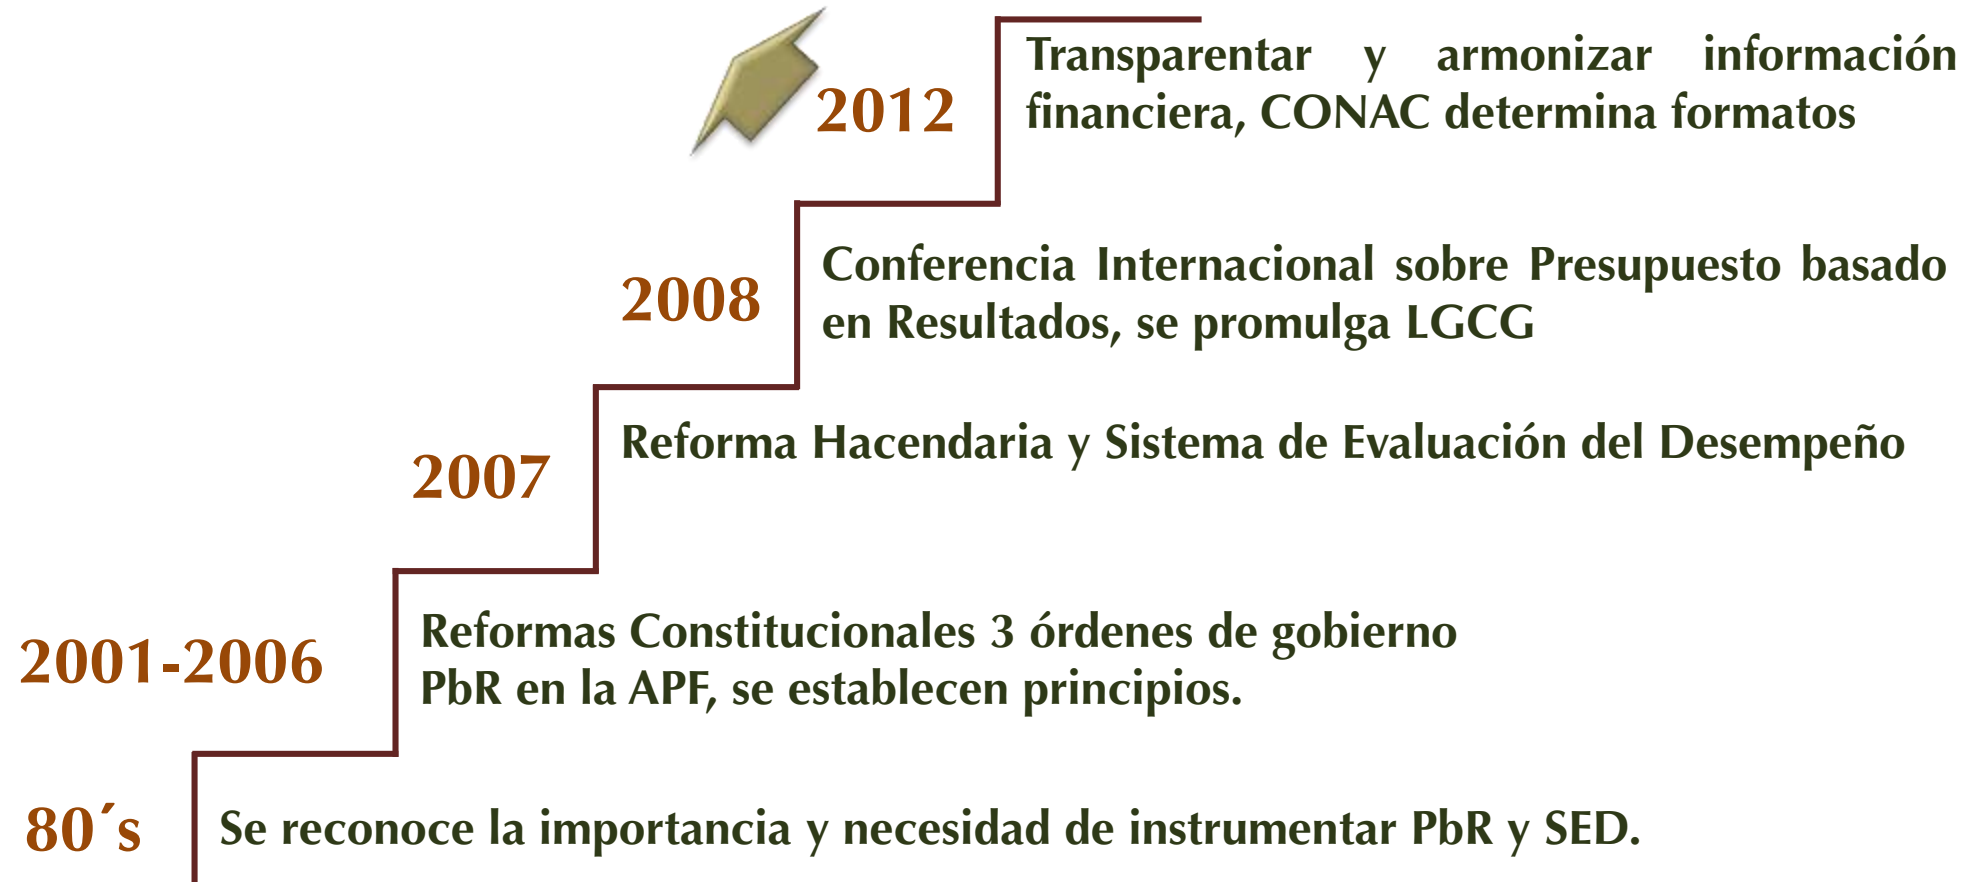 2012
Transparentar y armonizar información
financiera, CONAC determina formatos
2008
Conferencia Internacional sobre Presupuesto basado
en Resultados, se promulga LGCG
2007
Reforma Hacendaria y Sistema de Evaluación del Desempeño
2001-2006
Reformas Constitucionales 3 órdenes de gobierno
PbR en la APF, se establecen principios.
80´s
Se reconoce la importancia y necesidad de instrumentar PbR y SED.